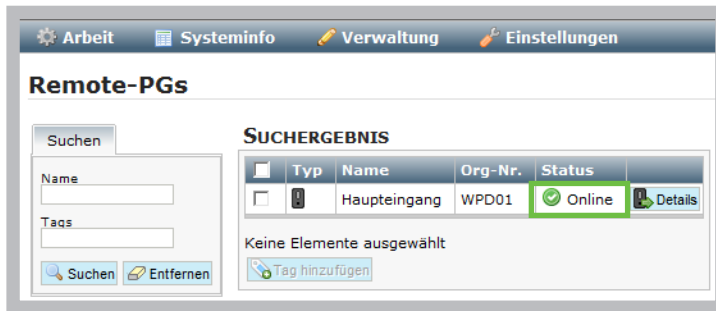 Arbeit Systeminfo Verwaltung Einstellungen
Remote-PGs
Suchen
Name
Tags
Suchen Entfernen
SUCHERGEBNIS
Typ Name Org-Nr. Status
Haupteingang WPD01 Online Details
Keine Elemente ausgewählt
Tag hinzufügen